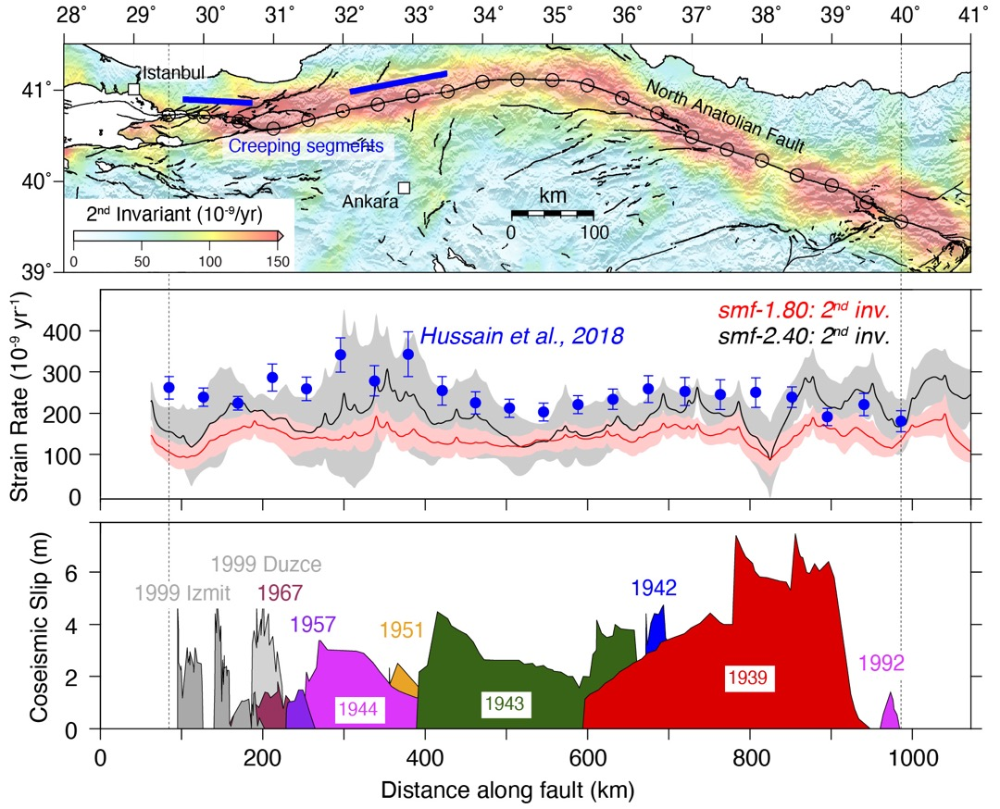 28° 29° 30° 31° 32° 33° 34° 35° 36° 37° 38° 39° 40° 41°
Istanbul
41°
North Anatolian Fault
Creeping segments
40°
Ankara
km
0 100
2nd Invariant (10-9/yr)
0 50 100 150
39°
Strain Rate (10-9 yr-1)
400
300
200
100
0
Hussain et al., 2018
smf-1.80: 2nd inv.
smf-2.40: 2nd inv.
Coseismic Slip (m)
6
4
2
0
1999 Izmit
1999 Duzce
1967
1957
1944
1951
1943
1942
1939
1992
0 200 400 600 800 1000
Distance along fault (km)